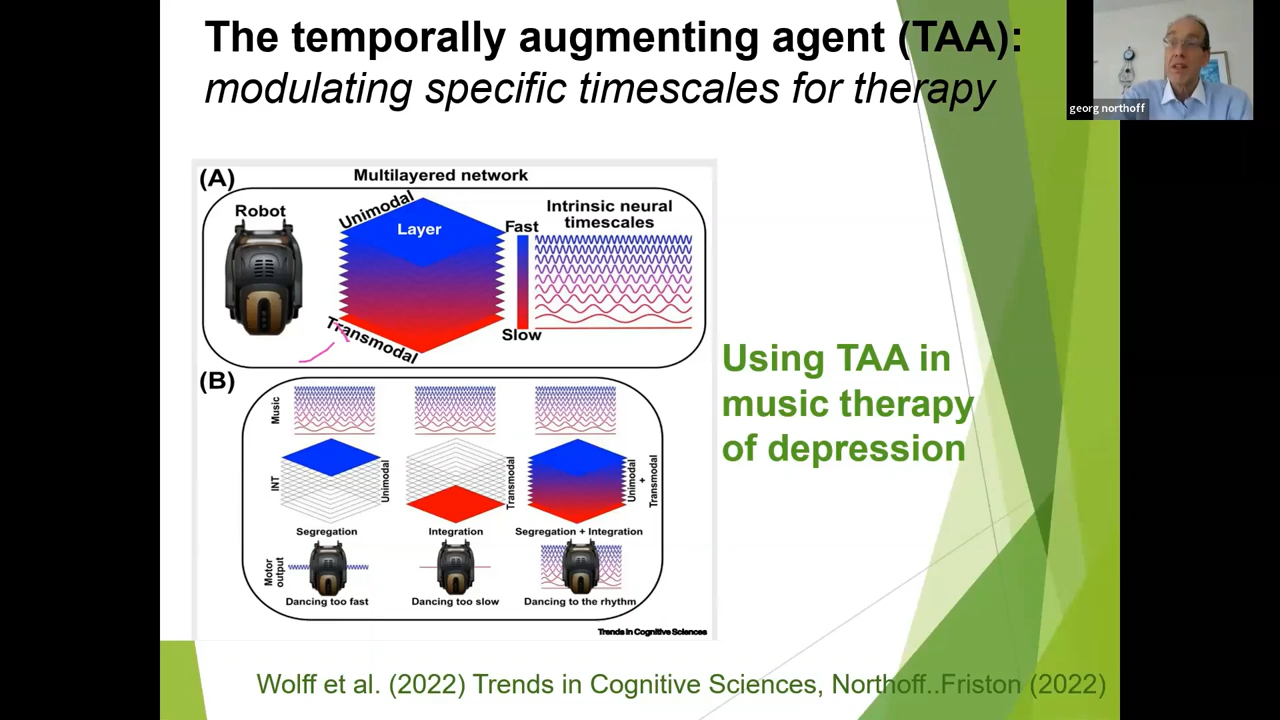 The temporally augmenting agent (TAA):
modulating specific timescales for therapy
georg northoff
(A)
Multilayered network
Robot
Unimodal
Layer
Transmodal
Fast
Slow
Intrinsic neural
timescales
(B)
Music
INT
Unimodal
Transmodal
Unimodal
+
Transmodal
Segregation
Integration
Segregation + Integration
Motor
output
Dancing too fast
Dancing too slow
Dancing to the rhythm
Trends in Cognitive Sciences
Using TAA in
music therapy
of depression
Wolff et al. (2022) Trends in Cognitive Sciences, Northoff..Friston (2022)